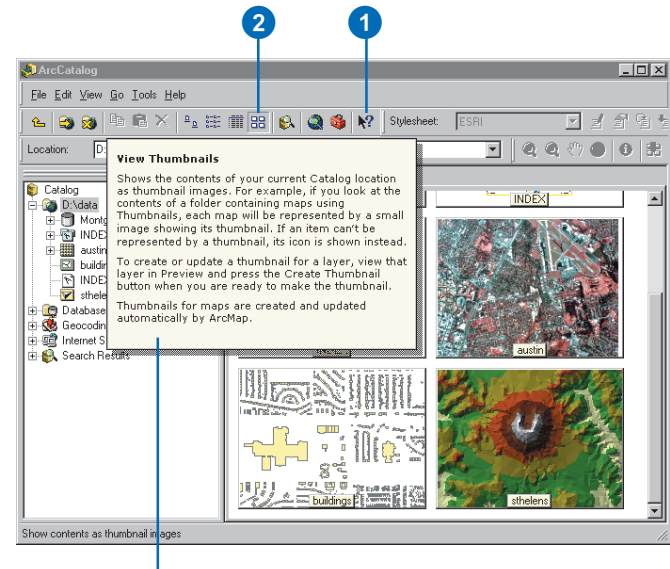 2 1
ArcCatalog
File Edit View Go Tools Help
Stylesheet: ESRI
Location: D:
View Thumbnails
Shows the contents of your current Catalog location
as thumbnail images. For example, if you look at the
contents of a folder containing maps using
Thumbnails, each map will be represented by a small
image showing its thumbnail. If an item can't be
represented by a thumbnail, its icon is shown instead.
To create or update a thumbnail for a layer, view that
layer in Preview and press the Create Thumbnail
button when you are ready to make the thumbnail.
Thumbnails for maps are created and updated
automatically by ArcMap.
Catalog
D:\data
Montg
INDEX
austin
buildin
INDEX
sthele
Database
Geocodin
Internet S
Search Results
INDEX
austin
buildings
sthelens
Show contents as thumbnail images